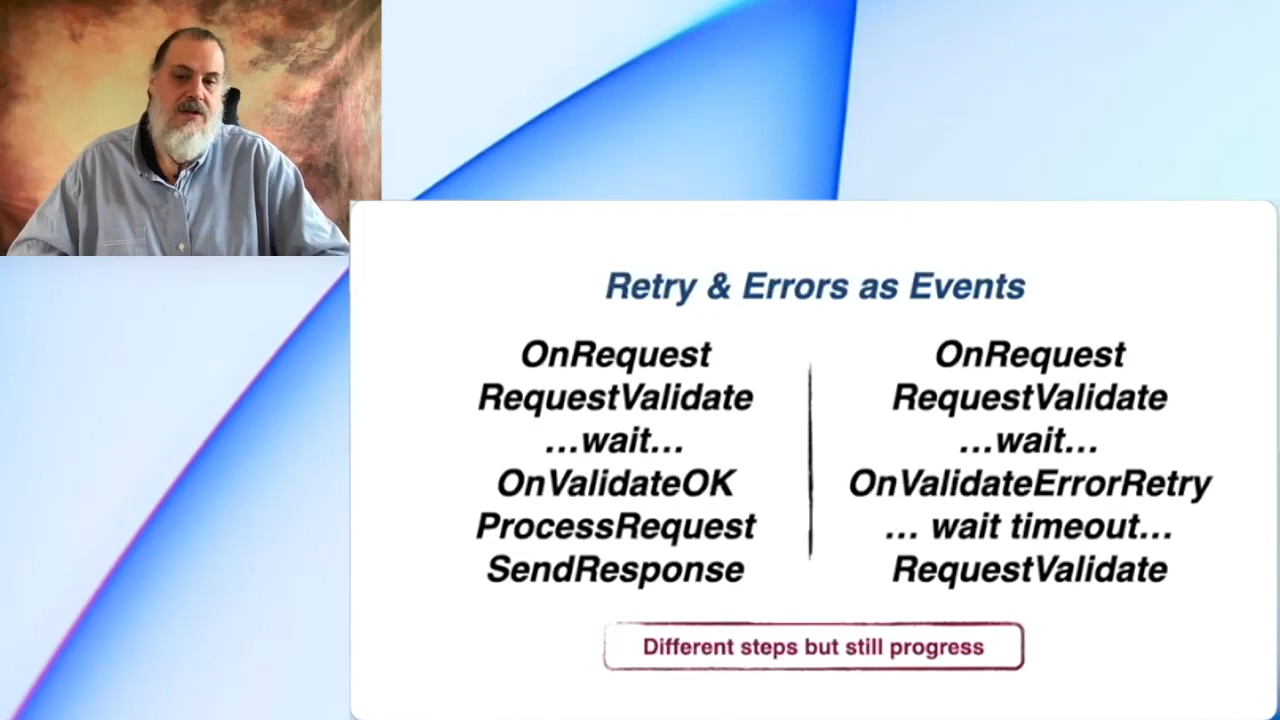 Retry & Errors as Events
OnRequest
RequestValidate
...wait...
OnValidateOK
ProcessRequest
SendResponse
OnRequest
RequestValidate
...wait...
OnValidateErrorRetry
... wait timeout...
RequestValidate
Different steps but still progress